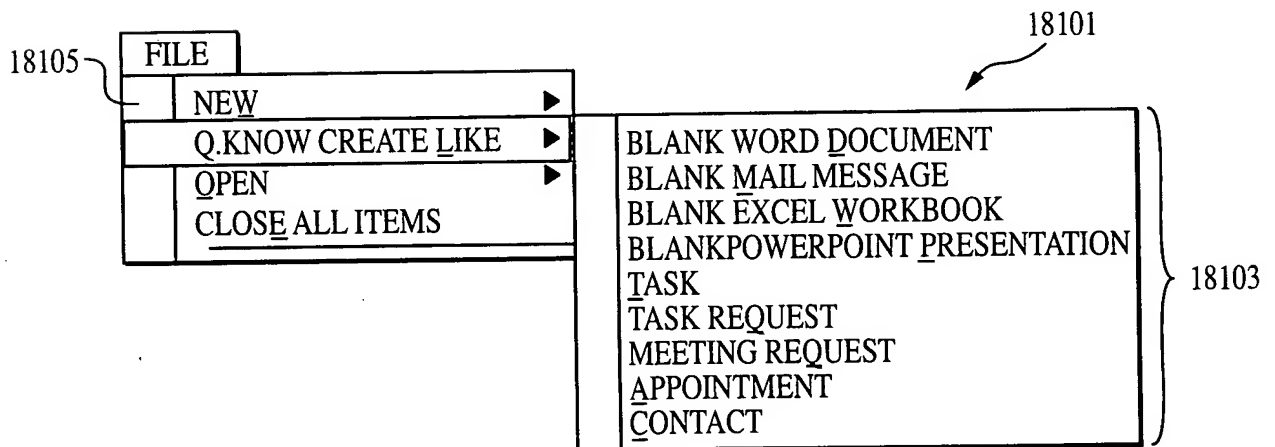 18101
18105
FILE
NEW
Q.KNOW CREATE LIKE
OPEN
CLOSE ALL ITEMS
BLANK WORD DOCUMENT
BLANK MAIL MESSAGE
BLANK EXCEL WORKBOOK
BLANKPOWERPOINT PRESENTATION
TASK
TASK REQUEST
MEETING REQUEST
APPOINTMENT
CONTACT
18103